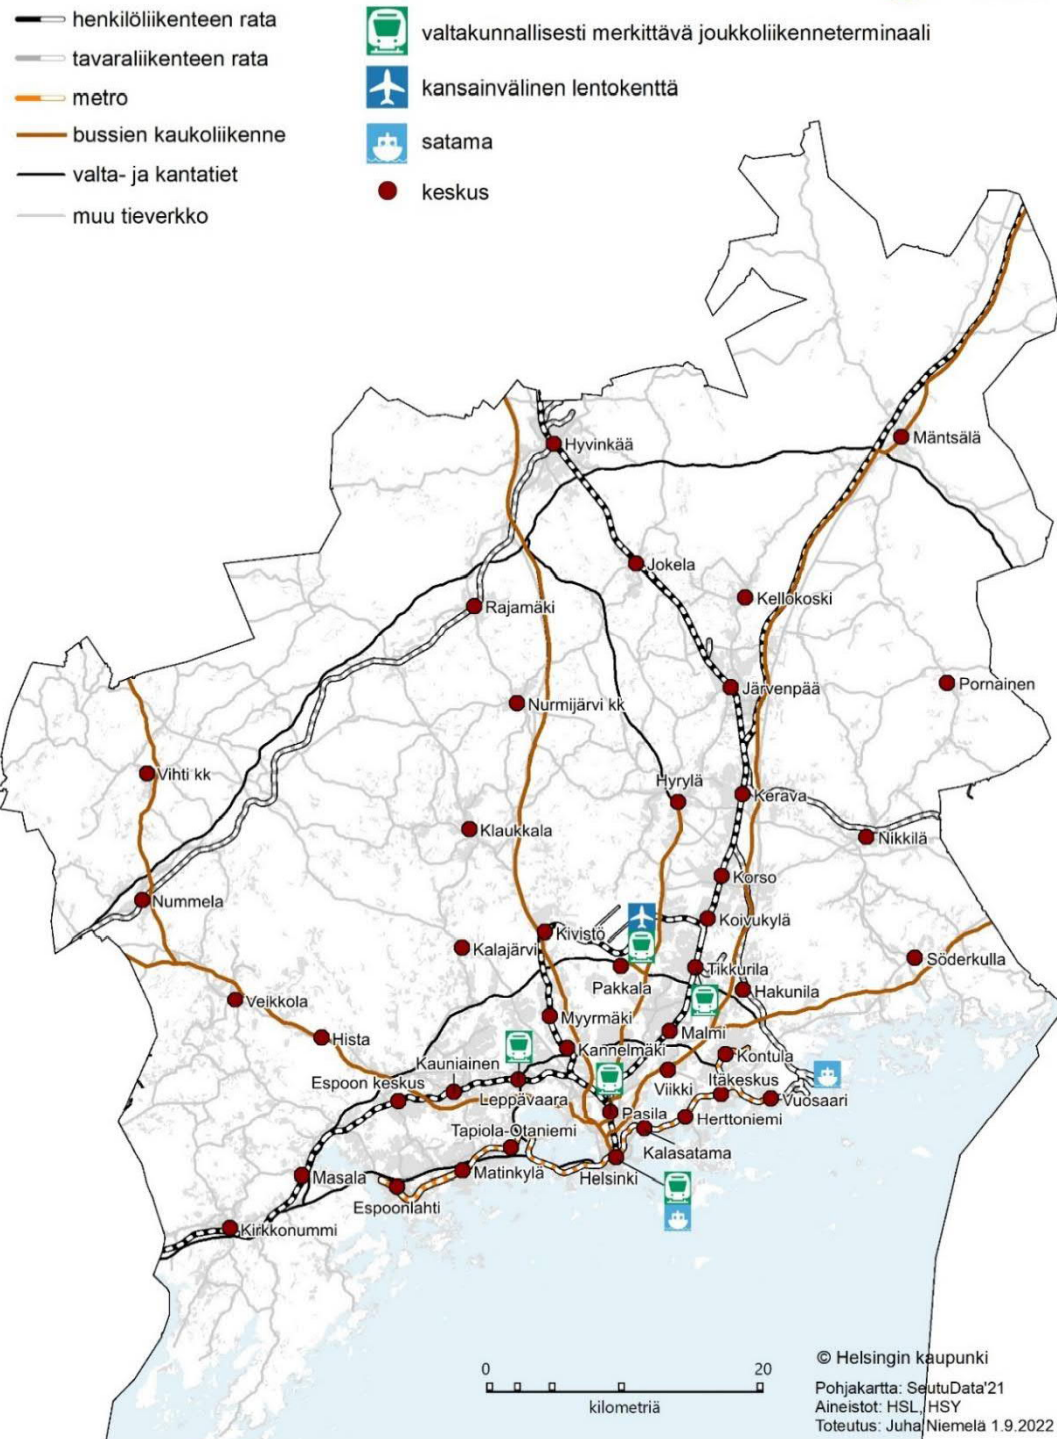 henkilöliikenteen rata
tavaraliikenteen rata
metro
bussien kaukoliikenne
valta- ja kantatiet
muu tieverkko
valtakunnallisesti merkittävä joukkoliikenneterminaali
kansainvälinen lentokenttä
satama
keskus
Hyvinkää
Mäntsälä
Jokela
Kellokoski
Rajamäki
Järvenpää
Pornainen
Nurmijärvi kk
Vihti kk
Hyrylä
Kerava
Klaukkala
Nikkilä
Korso
Nummela
Koivukylä
Kivistö
Kalajärvi
Söderkulla
Tikkurila
Pakkala
Hakunila
Veikkola
Myyrmäki
Malmi
Hista
Kannelmäki
Kontula
Kauniainen
Viikki
Itäkeskus
Espoon keskus
Leppävaara
Vuosaari
Pasila
Herttoniemi
Tapiola-Otaniemi
Kalasatama
Matinkylä
Helsinki
Masala
Espoonlahti
Kirkkonummi
0
20
kilometriä
© Helsingin kaupunki
Pohjakartta: SeutuData'21
Aineistot: HSL, HSY
Toteutus: Juha Niemelä 1.9.2022